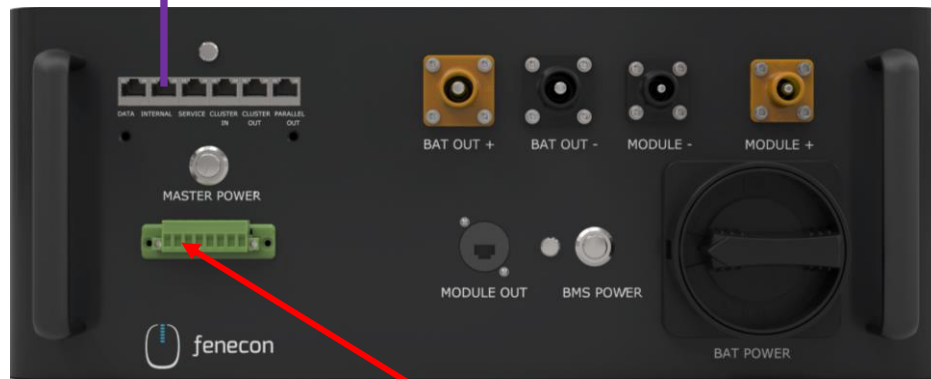 DATA
INTERNAL
SERVICE
CLUSTER
IN
CLUSTER
OUT
PARALLEL
OUT
MASTER POWER
BAT OUT +
BAT OUT -
MODULE -
MODULE +
MODULE OUT
BMS POWER
fenecon
BAT POWER